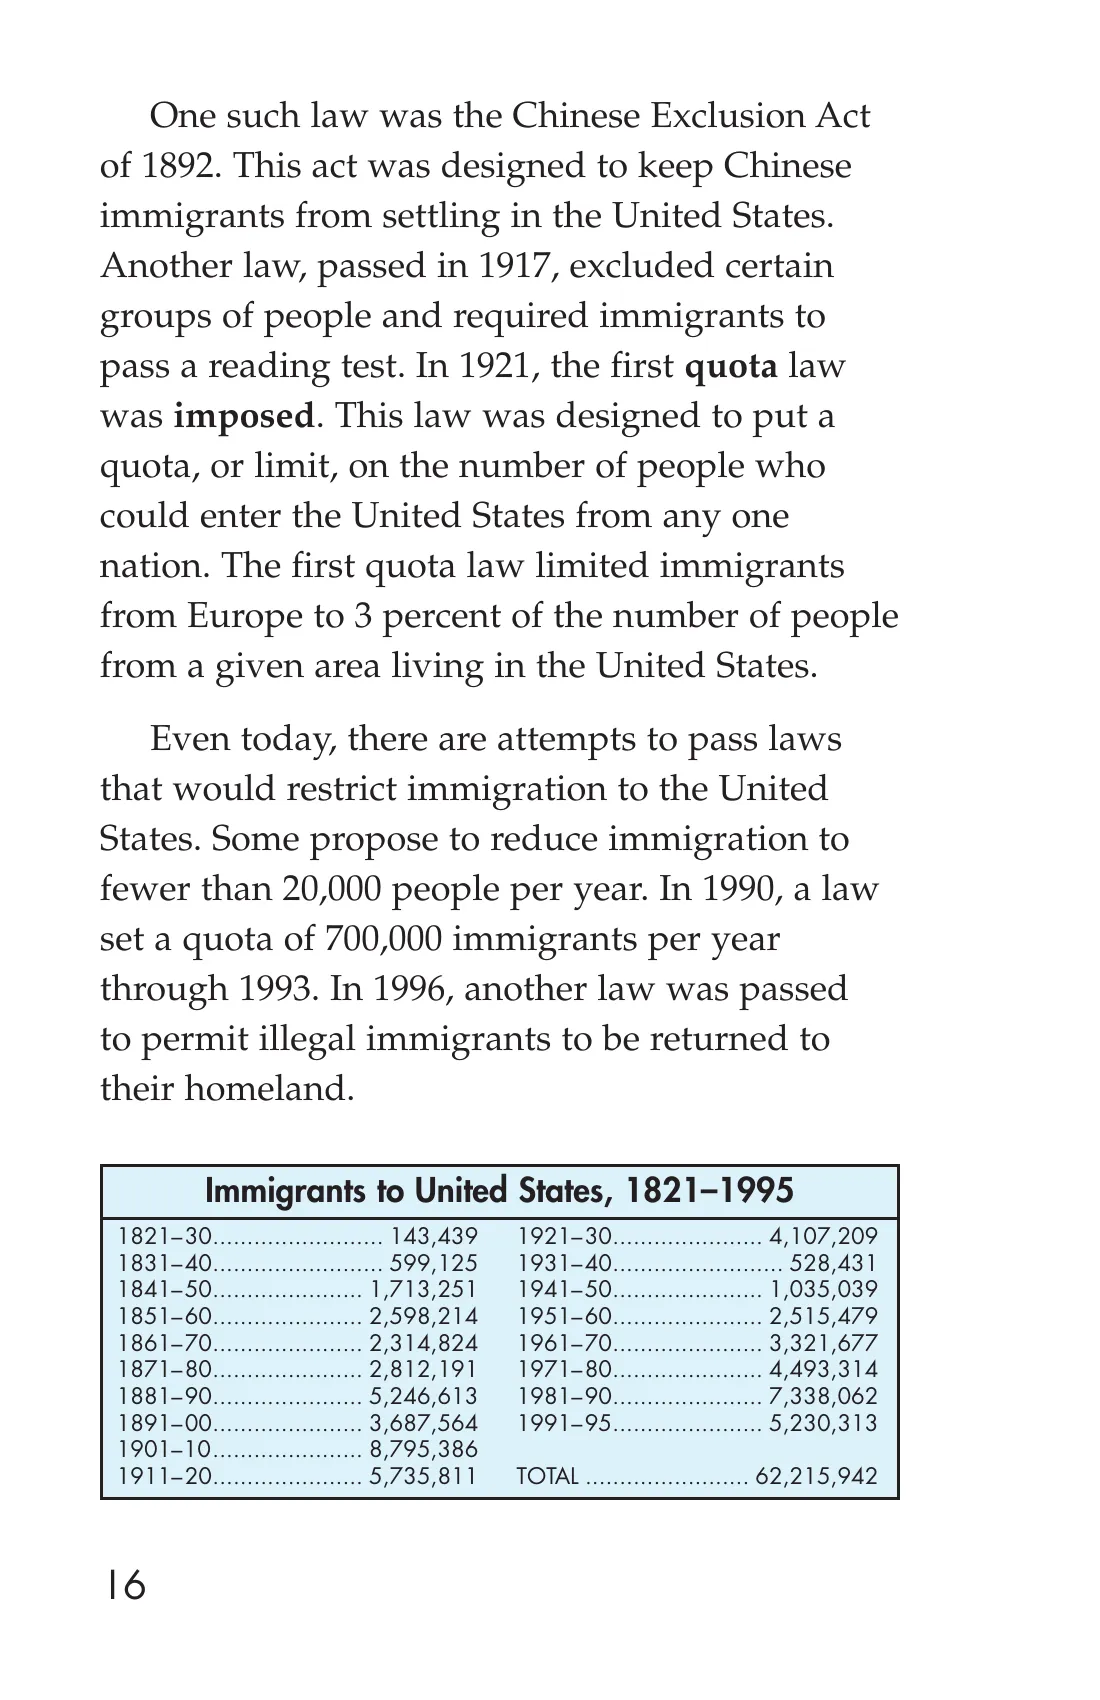 One such law was the Chinese Exclusion Act
of 1892. This act was designed to keep Chinese
immigrants from settling in the United States.
Another law, passed in 1917, excluded certain
groups of people and required immigrants to
pass a reading test. In 1921, the first quota law
was imposed. This law was designed to put a
quota, or limit, on the number of people who
could enter the United States from any one
nation. The first quota law limited immigrants
from Europe to 3 percent of the number of people
from a given area living in the United States.
Even today, there are attempts to pass laws
that would restrict immigration to the United
States. Some propose to reduce immigration to
fewer than 20,000 people per year. In 1990, a law
set a quota of 700,000 immigrants per year
through 1993. In 1996, another law was passed
to permit illegal immigrants to be returned to
their homeland.
Immigrants to United States, 1821–1995
1821–30......................... 143,439
1831–40......................... 599,125
1841–50...................... 1,713,251
1851–60...................... 2,598,214
1861–70...................... 2,314,824
1871–80...................... 2,812,191
1881–90...................... 5,246,613
1891–00...................... 3,687,564
1901–10...................... 8,795,386
1911–20...................... 5,735,811
1921–30...................... 4,107,209
1931–40......................... 528,431
1941–50...................... 1,035,039
1951–60...................... 2,515,479
1961–70...................... 3,321,677
1971–80...................... 4,493,314
1981–90...................... 7,338,062
1991–95...................... 5,230,313
TOTAL ........................ 62,215,942
16